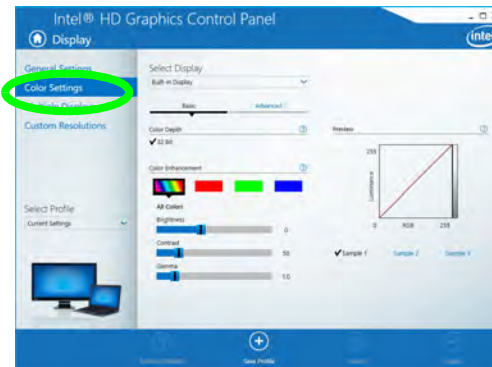 Intel® HD Graphics Control Panel
Display
intel
General Settings
Color Settings
Custom Resolutions
Select Profile
Current Settings
Select Display
Built-in Display
Basic
Advanced
Color Depth
32 Bit
Color Enhancement
All Colors
Brightness
0
Contrast
50
Gamma
1.0
Preview
255
Luminance
0
RGB
255
Sample 1
Sample 2
Sample 3
Save Profile